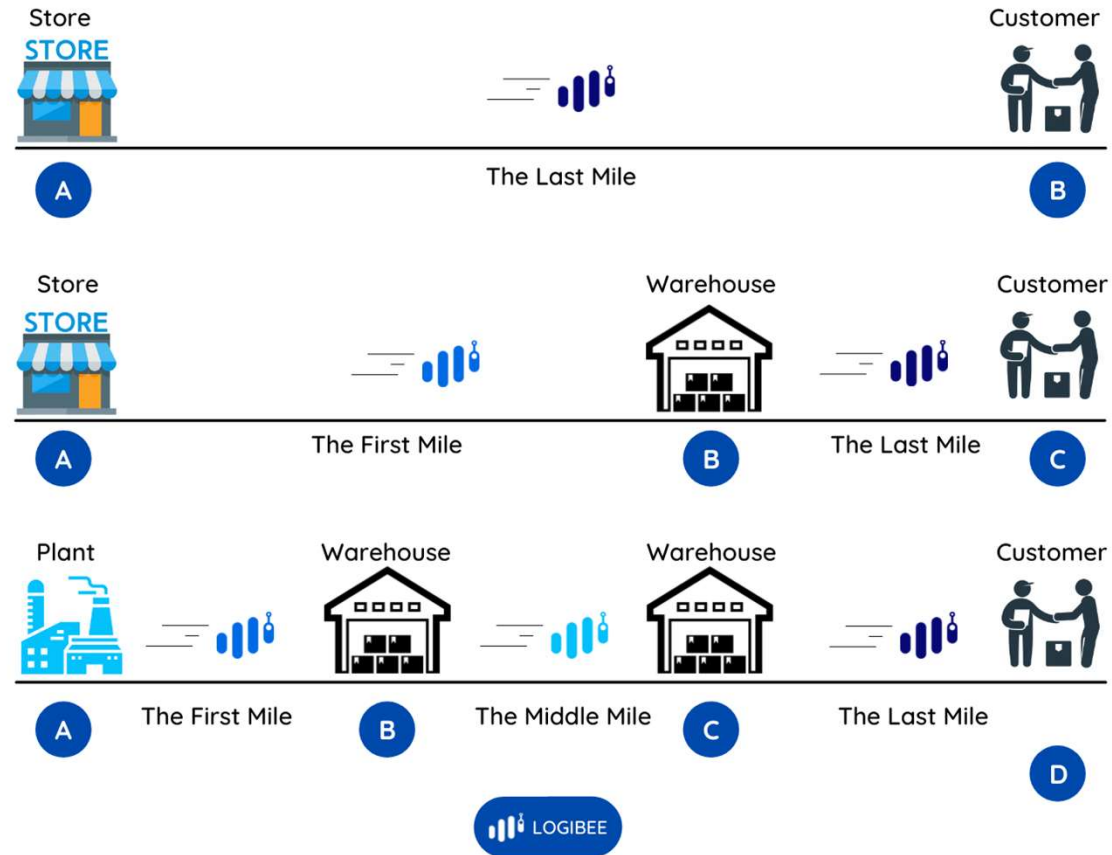 Store Customer
STORE
The Last Mile
A B
Store Warehouse Customer
STORE
The First Mile The Last Mile
A B C
Plant Warehouse Warehouse Customer
The First Mile The Middle Mile The Last Mile
A B C
D
LOGIBEE